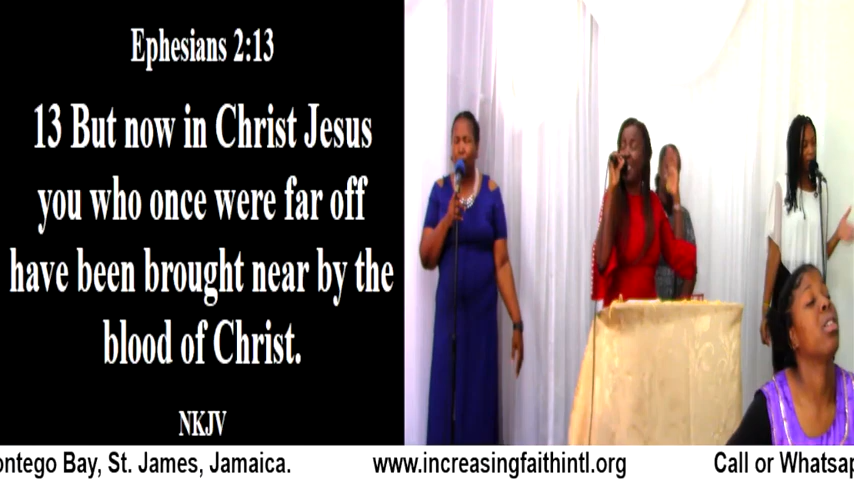 Ephesians 2:13
13 But now in Christ Jesus
you who once were far off
have been brought near by the
blood of Christ.
NKJV
ontego Bay, St. James, Jamaica. www.increasingfaithintl.org Call or Whatsap